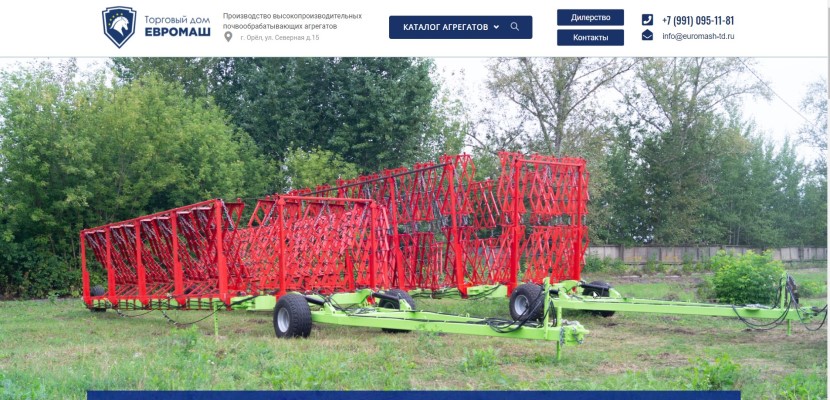 Торговый дом
ЕВРОМАШ
Производство высокопроизводительных
почвообрабатывающих агрегатов
г. Орёл, ул. Северная д.15
КАТАЛОГ АГРЕГАТОВ
Дилерство
Контакты
+7 (991) 095-11-81
info@euromash-td.ru